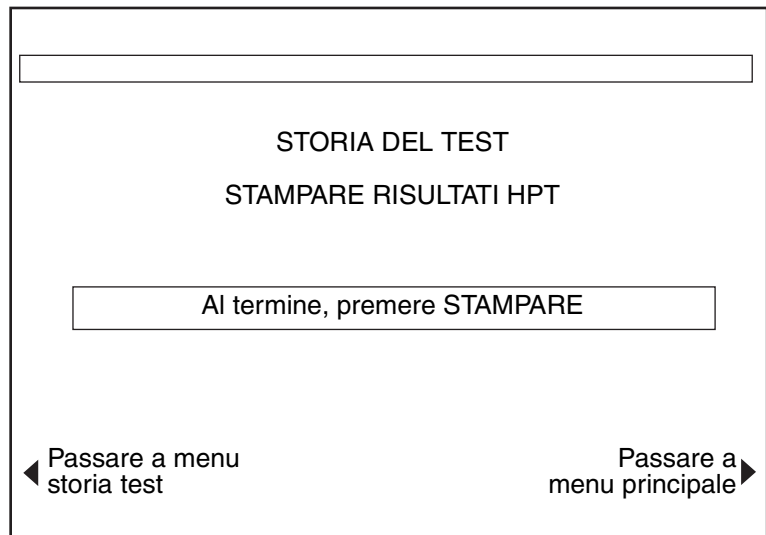 STORIA DEL TEST
STAMPARE RISULTATI HPT
Al termine, premere STAMPARE
Passare a menu
storia test
Passare a
menu principale